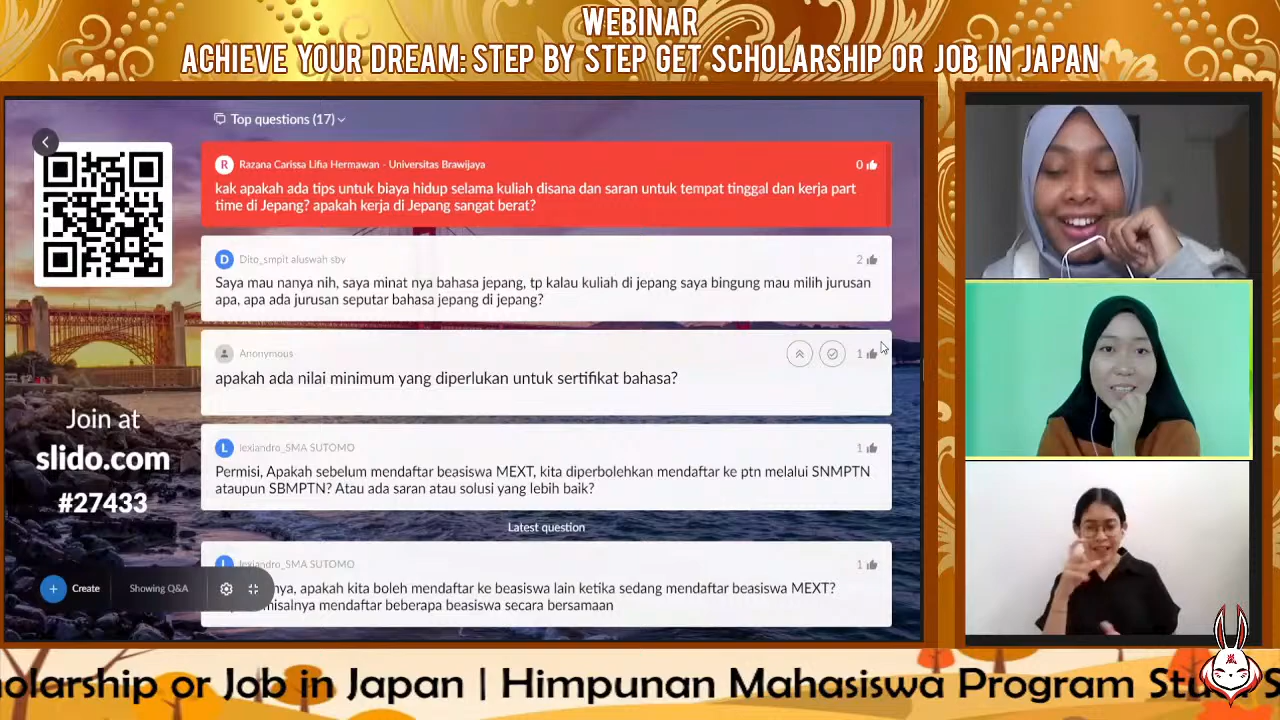 WEBINAR
ACHIEVE YOUR DREAM: STEP BY STEP GET SCHOLARSHIP OR JOB IN JAPAN
Top questions (17)
R Razana Carissa Lifia Hermawan - Universitas Brawijaya 0
kak apakah ada tips untuk biaya hidup selama kuliah disana dan saran untuk tempat tinggal dan kerja part
time di Jepang? apakah kerja di Jepang sangat berat?
D Dito_smpit aluswah sby 2
Saya mau nanya nih, saya minat nya bahasa jepang, tp kalau kuliah di jepang saya bingung mau milih jurusan
apa, apa ada jurusan seputar bahasa jepang di jepang?
Anonymous 1
apakah ada nilai minimum yang diperlukan untuk sertifikat bahasa?
L lexiandro_SMA SUTOMO 1
Permisi, Apakah sebelum mendaftar beasiswa MEXT, kita diperbolehkan mendaftar ke ptn melalui SNMPTN
ataupun SBMPTN? Atau ada saran atau solusi yang lebih baik?
Latest question
lexiandro_SMA SUTOMO 1
nya, apakah kita boleh mendaftar ke beasiswa lain ketika sedang mendaftar beasiswa MEXT?
misalnya mendaftar beberapa beasiswa secara bersamaan
Join at
slido.com
#27433
+ Create Showing Q&A
olarship or Job in Japan | Himpunan Mahasiswa Program Studi S